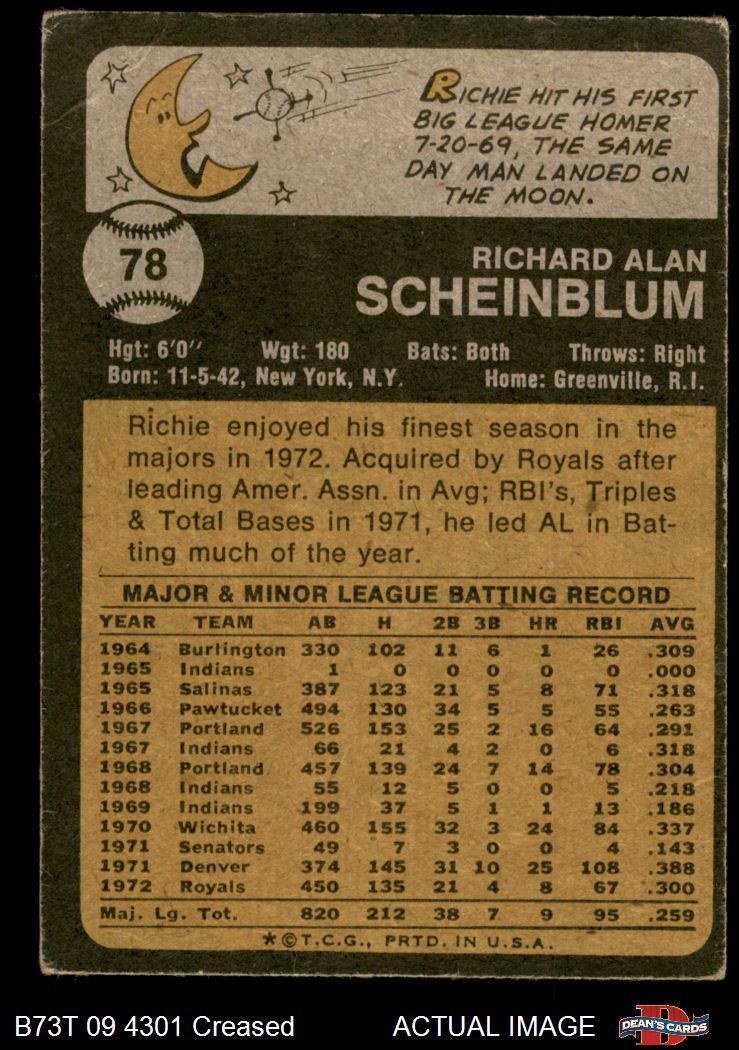 RICHIE HIT HIS FIRST
BIG LEAGUE HOMER
7-20-69, THE SAME
DAY MAN LANDED ON
THE MOON.
78
RICHARD ALAN
SCHEINBLUM
Hgt: 6'0'' Wgt: 180 Bats: Both Throws: Right
Born: 11-5-42, New York, N.Y. Home: Greenville, R.I.
Richie enjoyed his finest season in the
majors in 1972. Acquired by Royals after
leading Amer. Assn. in Avg; RBI's, Triples
& Total Bases in 1971, he led AL in Bat-
ting much of the year.
MAJOR & MINOR LEAGUE BATTING RECORD
YEAR TEAM AB H 2B 3B HR RBI AVG
1964 Burlington 330 102 11 6 1 26 .309
1965 Indians 1 0 0 0 0 0 .000
1965 Salinas 387 123 21 5 8 71 .318
1966 Pawtucket 494 130 34 5 5 55 .263
1967 Portland 526 153 25 2 16 64 .291
1967 Indians 66 21 4 2 0 6 .318
1968 Portland 457 139 24 7 14 78 .304
1968 Indians 55 12 5 0 0 5 .218
1969 Indians 199 37 5 1 1 13 .186
1970 Wichita 460 155 32 3 24 84 .337
1971 Senators 49 7 3 0 0 4 .143
1971 Denver 374 145 31 10 25 108 .388
1972 Royals 450 135 21 4 8 67 .300
Maj. Lg. Tot. 820 212 38 7 9 95 .259
*©T.C.G., PRTD. IN U.S.A.
B73T 09 4301 Creased ACTUAL IMAGE
D
DEAN'S CARDS